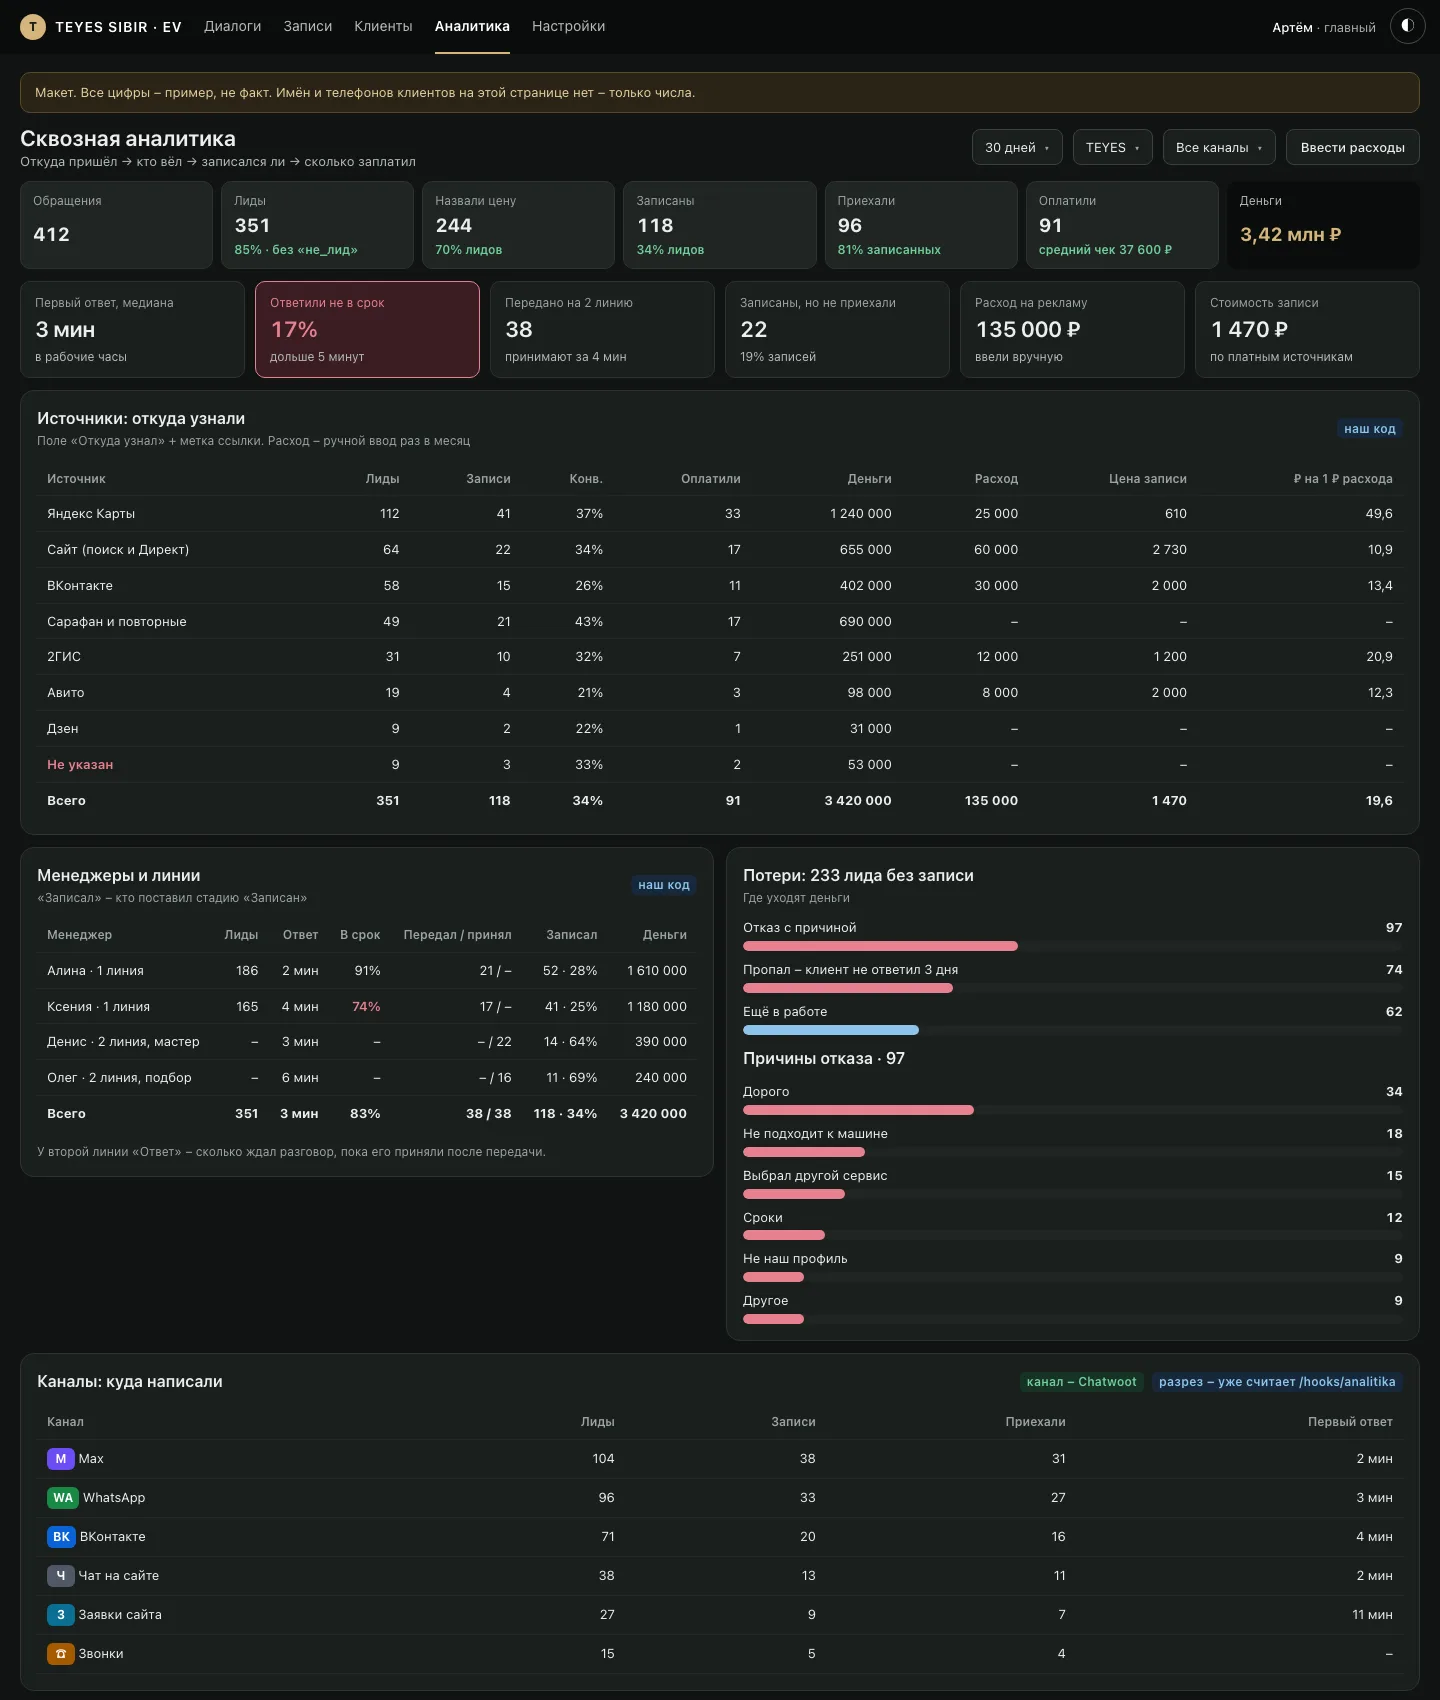 T TEYES SIBIR · EV Диалоги Записи Клиенты Аналитика Настройки Артём · главный
Макет. Все цифры – пример, не факт. Имён и телефонов клиентов на этой странице нет – только числа.
Сквозная аналитика
Откуда пришёл → кто вёл → записался ли → сколько заплатил
30 дней TEYES Все каналы Ввести расходы
Обращения
412
Лиды
351
85% · без «не_лид»
Назвали цену
244
70% лидов
Записаны
118
34% лидов
Приехали
96
81% записанных
Оплатили
91
средний чек 37 600 ₽
Деньги
3,42 млн ₽
Первый ответ, медиана
3 мин
в рабочие часы
Ответили не в срок
17%
дольше 5 минут
Передано на 2 линию
38
принимают за 4 мин
Записаны, но не приехали
22
19% записей
Расход на рекламу
135 000 ₽
ввели вручную
Стоимость записи
1 470 ₽
по платным источникам
Источники: откуда узнали
Поле «Откуда узнал» + метка ссылки. Расход – ручной ввод раз в месяц
наш код
Источник Лиды Записи Конв. Оплатили Деньги Расход Цена записи ₽ на 1 ₽ расхода
Яндекс Карты 112 41 37% 33 1 240 000 25 000 610 49,6
Сайт (поиск и Директ) 64 22 34% 17 655 000 60 000 2 730 10,9
ВКонтакте 58 15 26% 11 402 000 30 000 2 000 13,4
Сарафан и повторные 49 21 43% 17 690 000 – – –
2ГИС 31 10 32% 7 251 000 12 000 1 200 20,9
Авито 19 4 21% 3 98 000 8 000 2 000 12,3
Дзен 9 2 22% 1 31 000 – – –
Не указан 9 3 33% 2 53 000 – – –
Всего 351 118 34% 91 3 420 000 135 000 1 470 19,6
Менеджеры и линии
«Записал» – кто поставил стадию «Записан»
наш код
Менеджер Лиды Ответ В срок Передал / принял Записал Деньги
Алина · 1 линия 186 2 мин 91% 21 / – 52 · 28% 1 610 000
Ксения · 1 линия 165 4 мин 74% 17 / – 41 · 25% 1 180 000
Денис · 2 линия, мастер – 3 мин – – / 22 14 · 64% 390 000
Олег · 2 линия, подбор – 6 мин – – / 16 11 · 69% 240 000
Всего 351 3 мин 83% 38 / 38 118 · 34% 3 420 000
У второй линии «Ответ» – сколько ждал разговор, пока его приняли после передачи.
Потери: 233 лида без записи
Где уходят деньги
Отказ с причиной 97
Пропал – клиент не ответил 3 дня 74
Ещё в работе 62
Причины отказа · 97
Дорого 34
Не подходит к машине 18
Выбрал другой сервис 15
Сроки 12
Не наш профиль 9
Другое 9
Каналы: куда написали
канал – Chatwoot разрез – уже считает /hooks/analitika
Канал Лиды Записи Приехали Первый ответ
M Max 104 38 31 2 мин
WA WhatsApp 96 33 27 3 мин
ВК ВКонтакте 71 20 16 4 мин
Ч Чат на сайте 38 13 11 2 мин
З Заявки сайта 27 9 7 11 мин
☎ Звонки 15 5 4 –